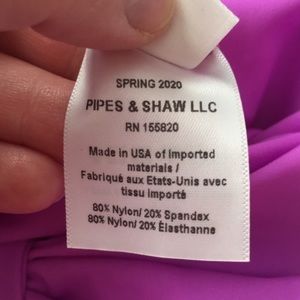 SPRING 2020
PIPES & SHAW LLC
RN 155820
Made in USA of imported
materials /
Fabriqué aux Etats-Unis avec
tissu importé
80% Nylon/ 20% Spandex
80% Nylon/ 20% Élasthanne